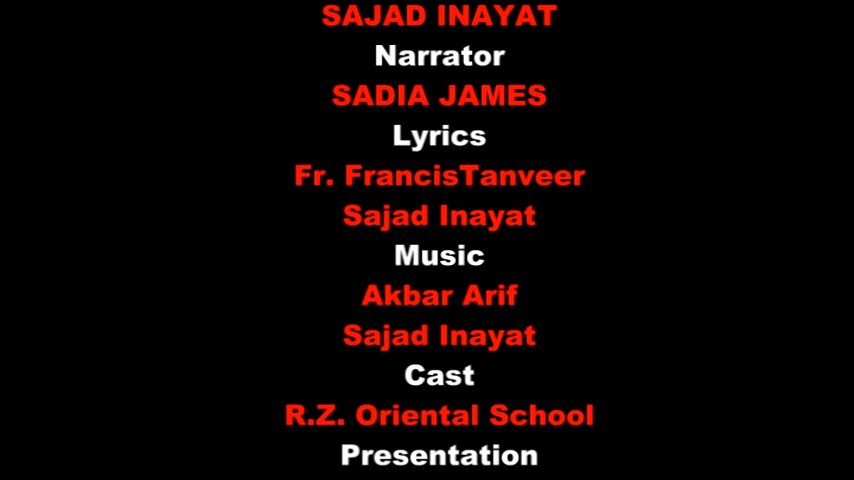 SAJAD INAYAT
Narrator
SADIA JAMES
Lyrics
Fr. FrancisTanveer
Sajad Inayat
Music
Akbar Arif
Sajad Inayat
Cast
R.Z. Oriental School
Presentation